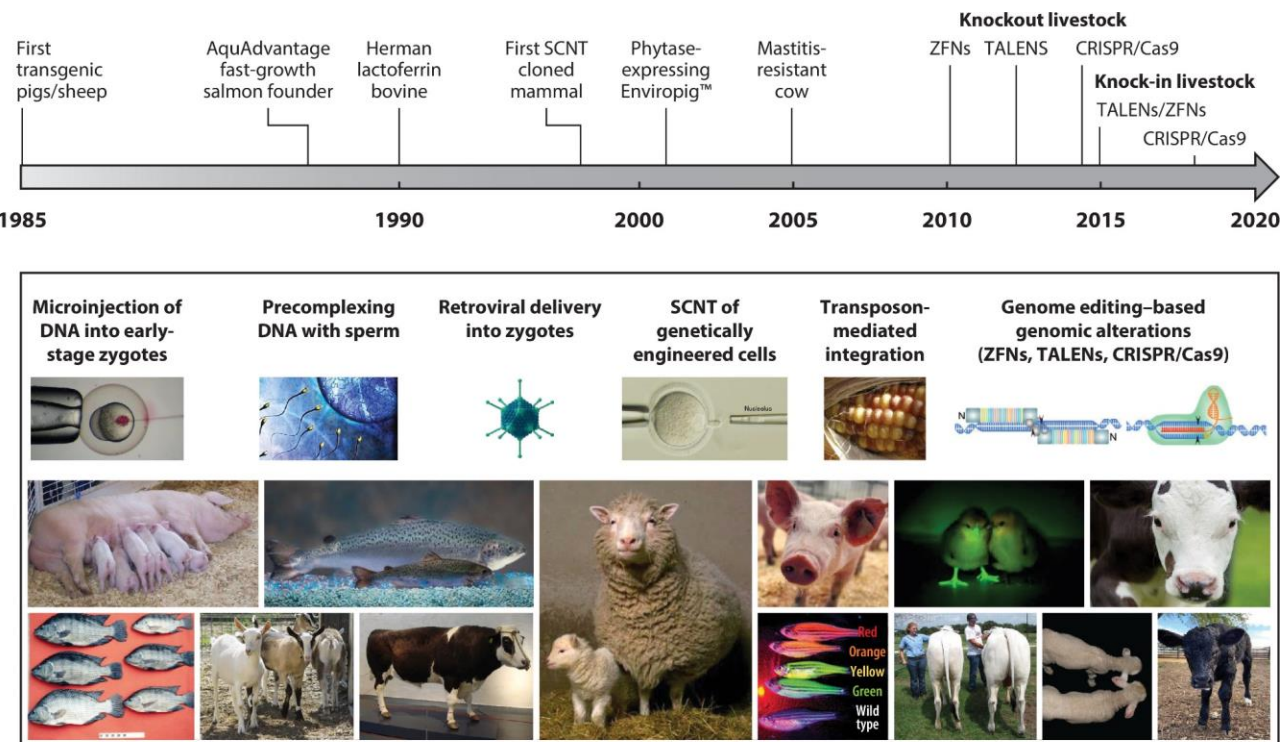 Knockout livestock
First
transgenic
pigs/sheep
AquAdvantage
fast-growth
salmon founder
Herman
lactoferrin
bovine
First SCNT
cloned
mammal
Phytase-
expressing
Enviropig™
Mastitis-
resistant
cow
ZFNs
TALENS
CRISPR/Cas9
Knock-in livestock
TALENs/ZFNs
CRISPR/Cas9
1985
1990
2000
2005
2010
2015
2020
Microinjection of
DNA into early-
stage zygotes
Precomplexing
DNA with sperm
Retroviral delivery
into zygotes
SCNT of
genetically
engineered cells
Transposon-
mediated
integration
Genome editing–based
genomic alterations
(ZFNs, TALENs, CRISPR/Cas9)
Nucleolus
N
N
Red
Orange
Yellow
Green
Wild
type